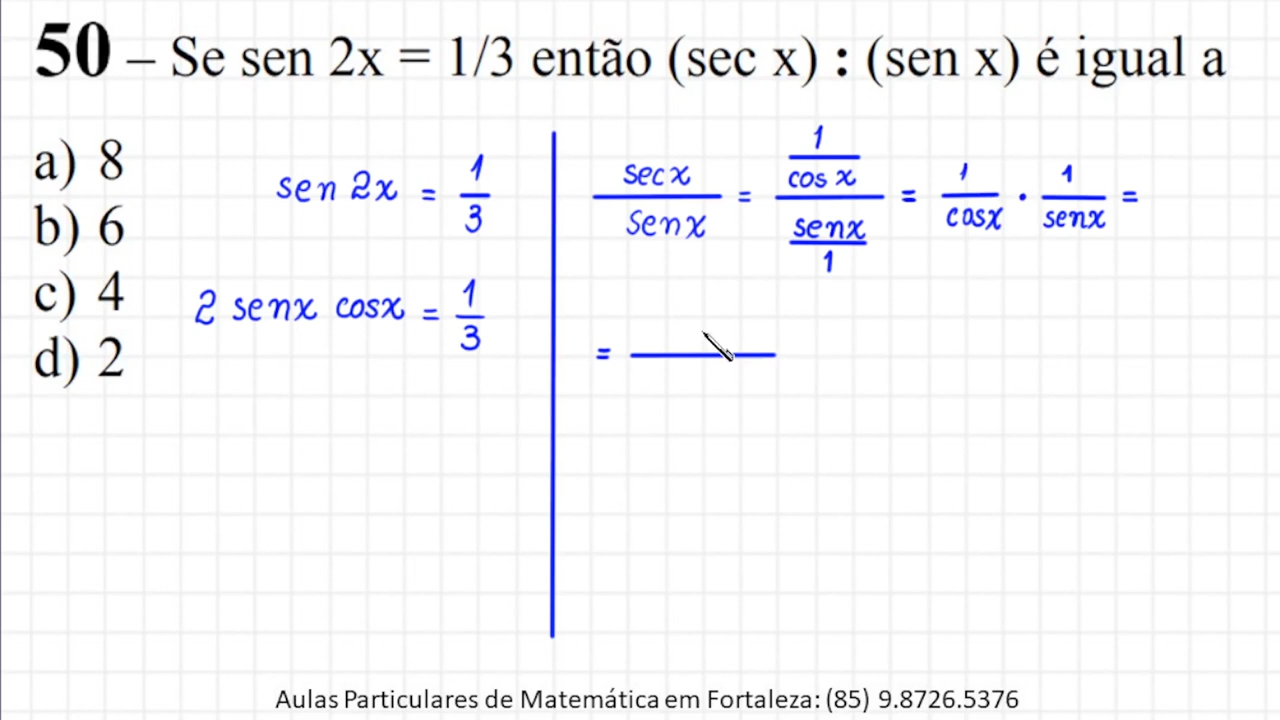 50 – Se sen 2x = 1/3 então (sec x) : (sen x) é igual a
a) 8
b) 6
c) 4
d) 2
sen 2x = 1/3
2 senx cosx = 1/3
secx/senx = (1/cosx)/(senx/1) = 1/cosx · 1/senx =
=
Aulas Particulares de Matemática em Fortaleza: (85) 9.8726.5376